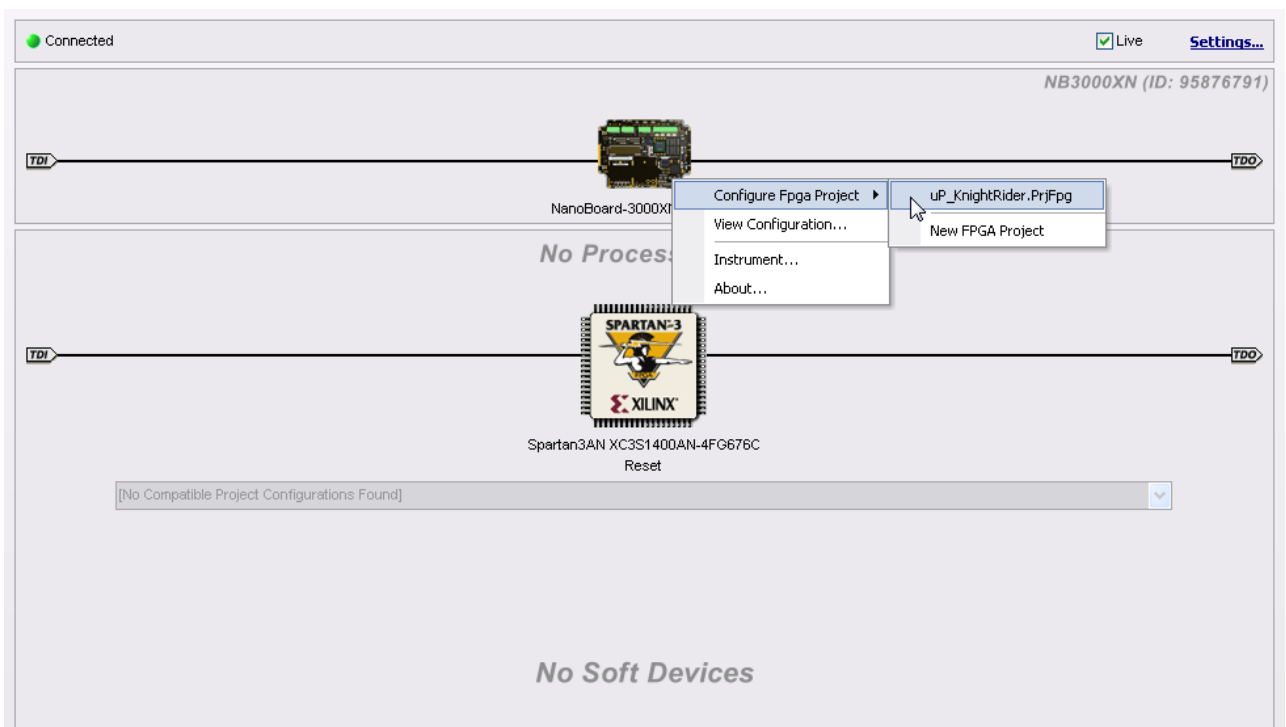 Connected
Live
Settings...
NB3000XN (ID: 95876791)
TDI
TDO
NanoBoard-3000XN
Configure Fpga Project
uP_KnightRider.PrjFpg
View Configuration...
New FPGA Project
No Proces
Instrument...
About...
SPARTAN-3
TDI
TDO
FPGA
XILINX
Spartan3AN XC3S1400AN-4FG676C
Reset
[No Compatible Project Configurations Found]
No Soft Devices